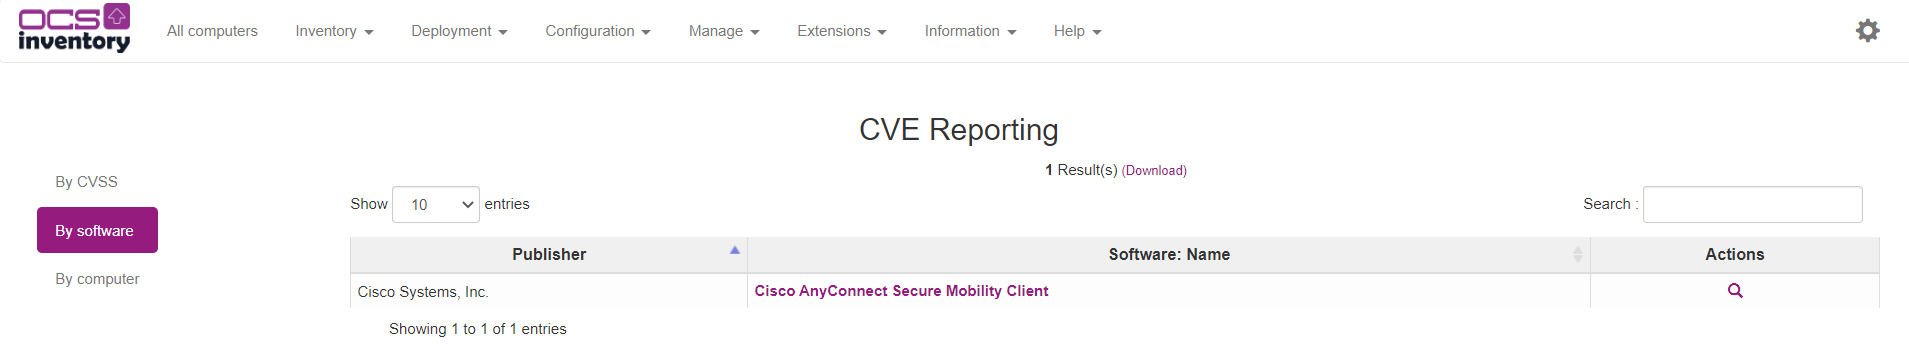 OCS
inventory
All computers Inventory Deployment Configuration Manage Extensions Information Help
CVE Reporting
1 Result(s) (Download)
By CVSS
By software
By computer
Show 10 entries
Search :
Publisher Software: Name Actions
Cisco Systems, Inc. Cisco AnyConnect Secure Mobility Client
Showing 1 to 1 of 1 entries